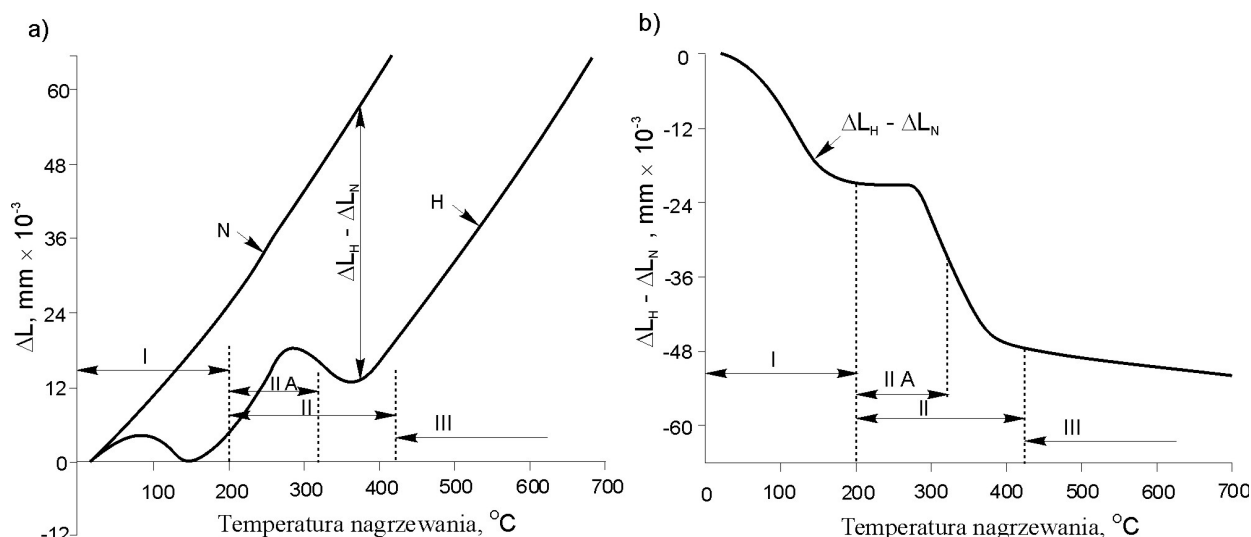 a)
60
48
36
24
12
0
-12
ΔL, mm × 10⁻³
N
H
ΔL_H - ΔL_N
I
II A
II
III
100 200 300 400 500 600 700
Temperatura nagrzewania, °C
b)
0
-12
-24
-36
-48
-60
ΔL_H - ΔL_N , mm × 10⁻³
ΔL_H - ΔL_N
I
II A
II
III
0 100 200 300 400 500 600 700
Temperatura nagrzewania, °C